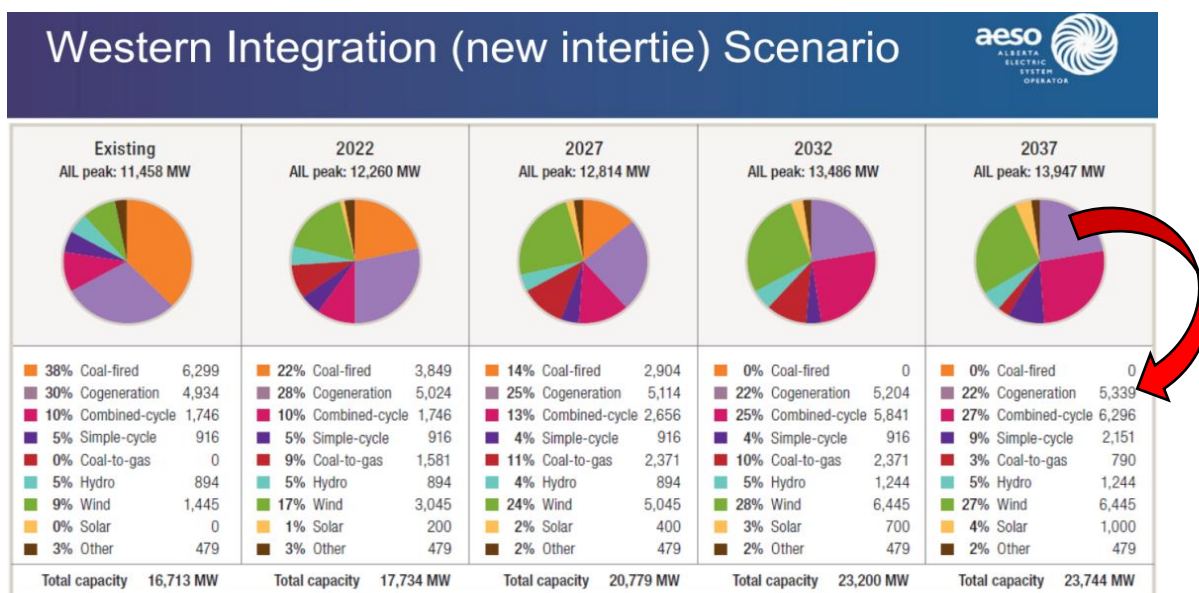 Western Integration (new intertie) Scenario
aeso
ALBERTA
ELECTRIC
SYSTEM
OPERATOR
Existing
AIL peak: 11,458 MW
38% Coal-fired 6,299
30% Cogeneration 4,934
10% Combined-cycle 1,746
5% Simple-cycle 916
0% Coal-to-gas 0
5% Hydro 894
9% Wind 1,445
0% Solar 0
3% Other 479
Total capacity 16,713 MW
2022
AIL peak: 12,260 MW
22% Coal-fired 3,849
28% Cogeneration 5,024
10% Combined-cycle 1,746
5% Simple-cycle 916
9% Coal-to-gas 1,581
5% Hydro 894
17% Wind 3,045
1% Solar 200
3% Other 479
Total capacity 17,734 MW
2027
AIL peak: 12,814 MW
14% Coal-fired 2,904
25% Cogeneration 5,114
13% Combined-cycle 2,656
4% Simple-cycle 916
11% Coal-to-gas 2,371
4% Hydro 894
24% Wind 5,045
2% Solar 400
2% Other 479
Total capacity 20,779 MW
2032
AIL peak: 13,486 MW
0% Coal-fired 0
22% Cogeneration 5,204
25% Combined-cycle 5,841
4% Simple-cycle 916
10% Coal-to-gas 2,371
5% Hydro 1,244
28% Wind 6,445
3% Solar 700
2% Other 479
Total capacity 23,200 MW
2037
AIL peak: 13,947 MW
0% Coal-fired 0
22% Cogeneration 5,339
27% Combined-cycle 6,296
9% Simple-cycle 2,151
3% Coal-to-gas 790
5% Hydro 1,244
27% Wind 6,445
4% Solar 1,000
2% Other 479
Total capacity 23,744 MW